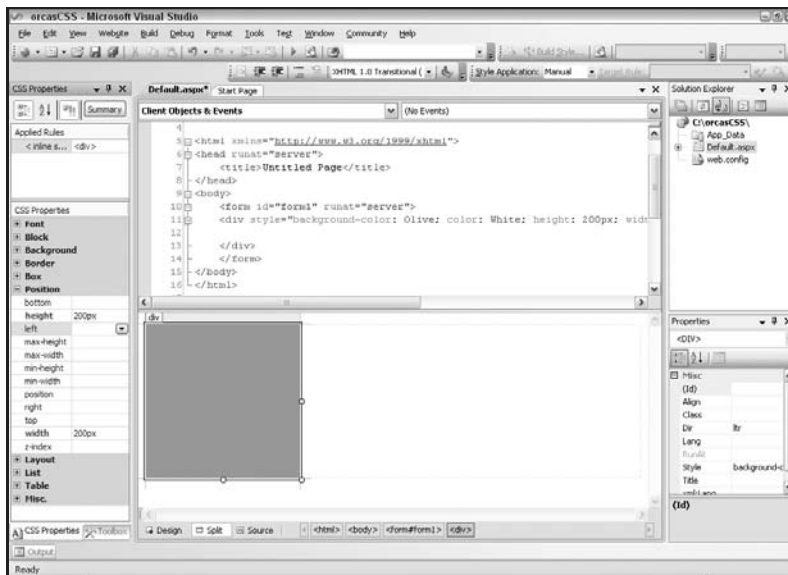 orcasCSS - Microsoft Visual Studio
File Edit View Website Build Debug Format Tools Test Window Community Help
Build Style...
XHTML 1.0 Transitional ( Style Application: Manual Target Rule:
CSS Properties
Summary
Applied Rules
< inline s... <div>
CSS Properties
Font
Block
Background
Border
Box
Position
bottom
height 200px
left
max-height
max-width
min-height
min-width
position
right
top
width 200px
z-index
Layout
List
Table
Misc.
CSS Properties Toolbox
Default.aspx* Start Page
Client Objects & Events (No Events)
4
5 <html xmlns="http://www.w3.org/1999/xhtml">
6 <head runat="server">
7 <title>Untitled Page</title>
8 </head>
9 <body>
10 <form id="form1" runat="server">
11 <div style="background-color: Olive; color: White; height: 200px; widt
12
13 </div>
14 </form>
15 </body>
16 </html>
div
Design Split Source <html> <body> <form#form1> <div>
Solution Explorer
C:\orcasCSS\
App_Data
Default.aspx
web.config
Properties
<DIV>
Misc
(Id)
Align
Class
Dir ltr
Lang
RunAt
Style background-c
Title
xml:Lang
(Id)
Output
Ready